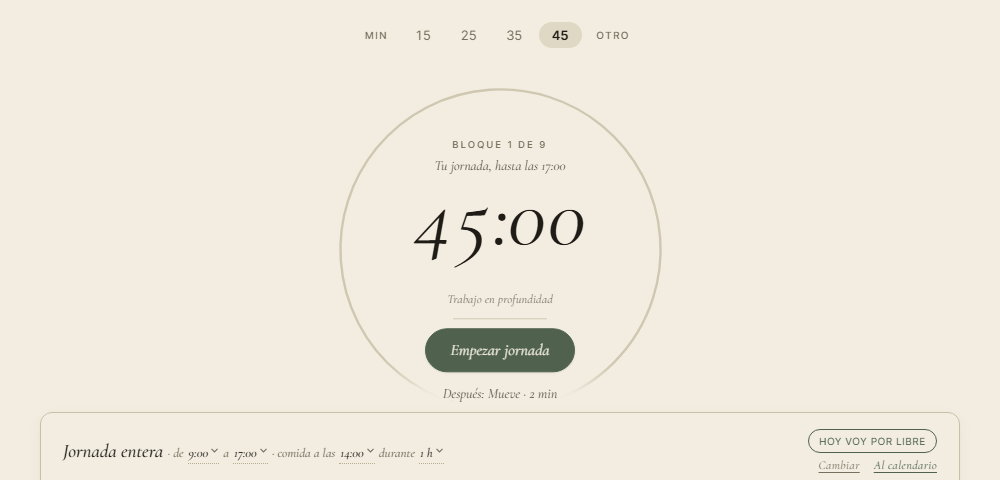 MIN 15 25 35 45 OTRO
BLOQUE 1 DE 9
Tu jornada, hasta las 17:00
45:00
Trabajo en profundidad
Empezar jornada
Después: Mueve · 2 min
Jornada entera · de 9:00 a 17:00 · comida a las 14:00 durante 1 h
HOY VOY POR LIBRE
Cambiar Al calendario